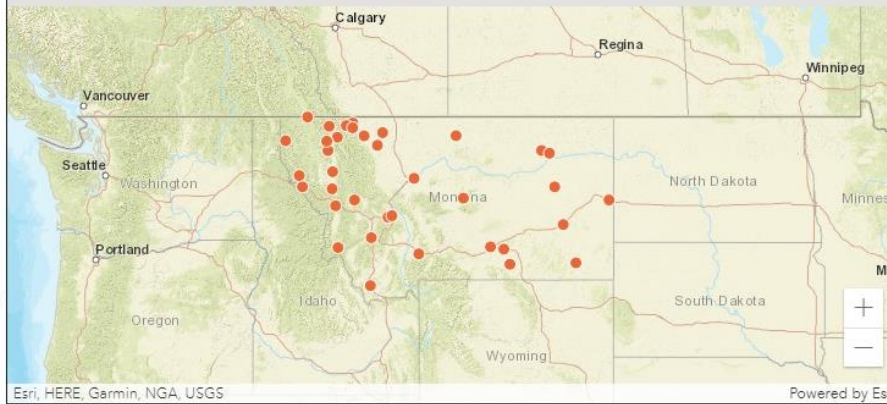 Calgary
Regina
Winnipeg
Vancouver
Seattle
Washington
Montana
North Dakota
Minnes
Portland
M
Idaho
South Dakota
Oregon
Wyoming
+
−
Esri, HERE, Garmin, NGA, USGS
Powered by Es